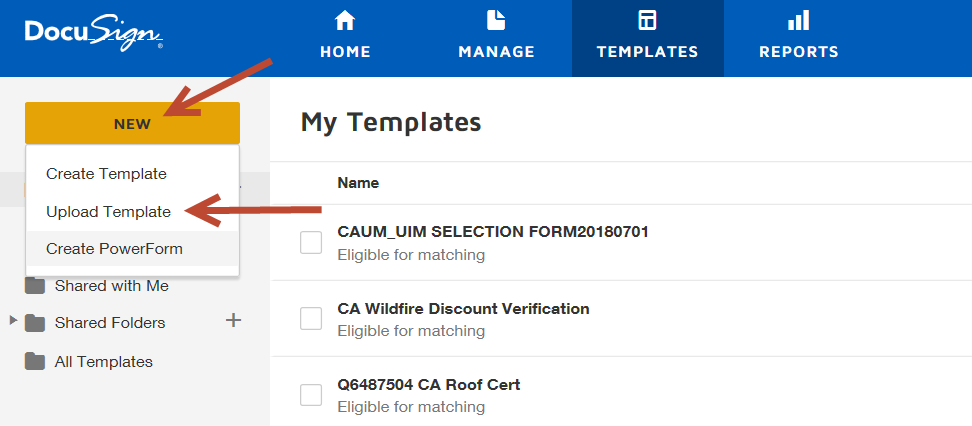 DocuSign®
HOME
MANAGE
TEMPLATES
REPORTS
NEW
Create Template
Upload Template
Create PowerForm
Shared with Me
Shared Folders
All Templates
My Templates
Name
CAUM_UIM SELECTION FORM20180701
Eligible for matching
CA Wildfire Discount Verification
Eligible for matching
Q6487504 CA Roof Cert
Eligible for matching